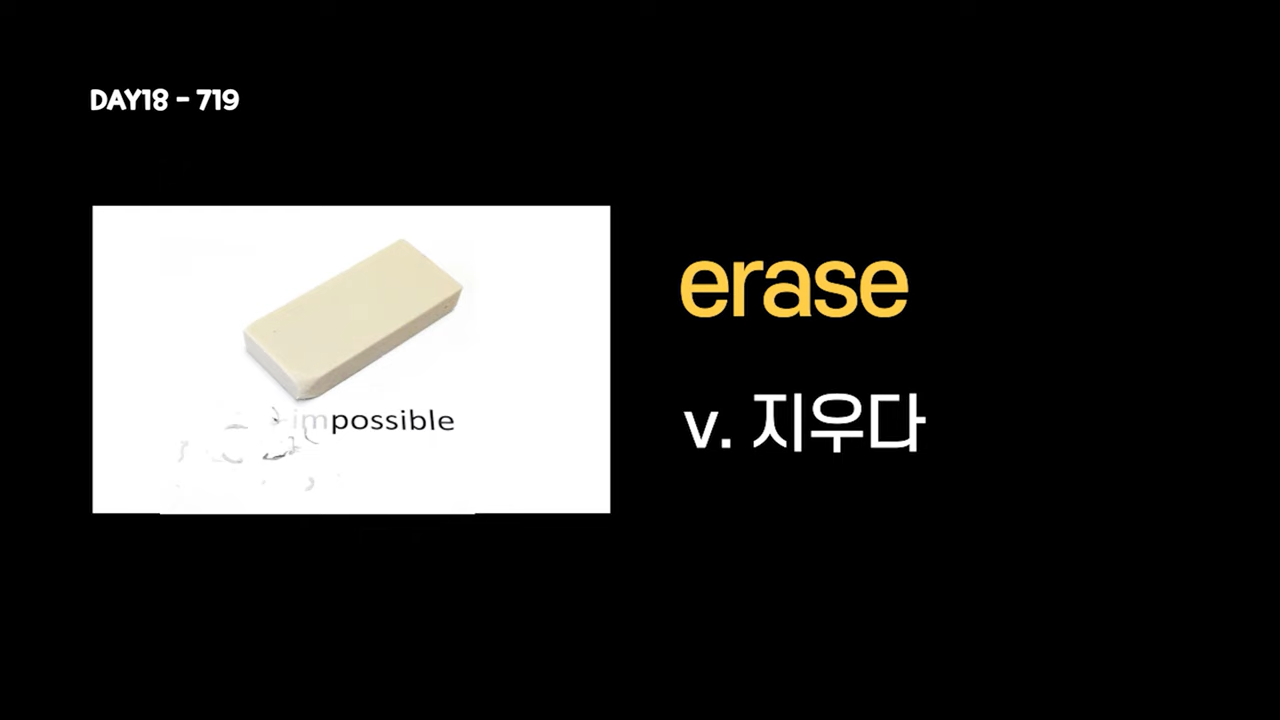 DAY18 - 719
erase
impossible
v. 지우다